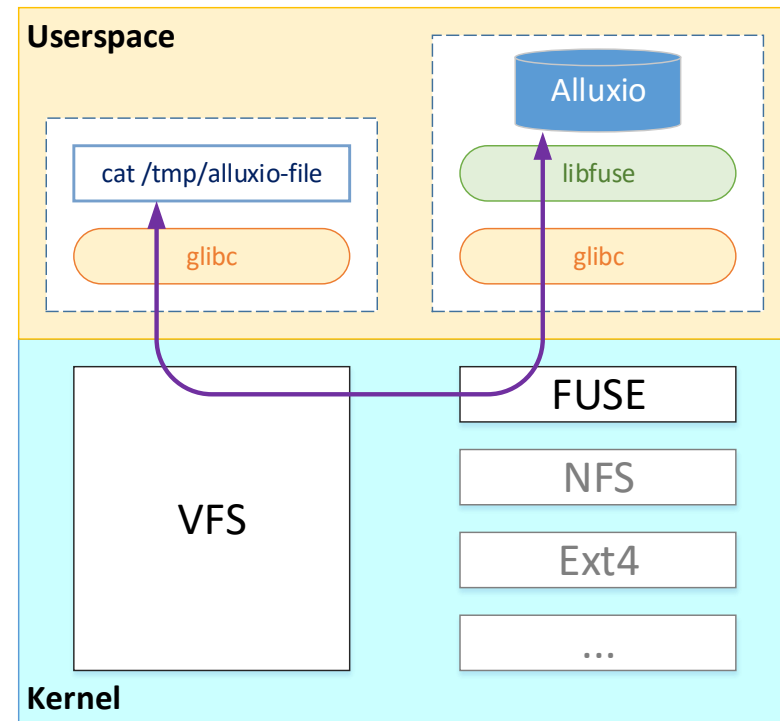 Userspace
Alluxio
cat /tmp/alluxio-file
libfuse
glibc
glibc
FUSE
NFS
VFS
Ext4
...
Kernel